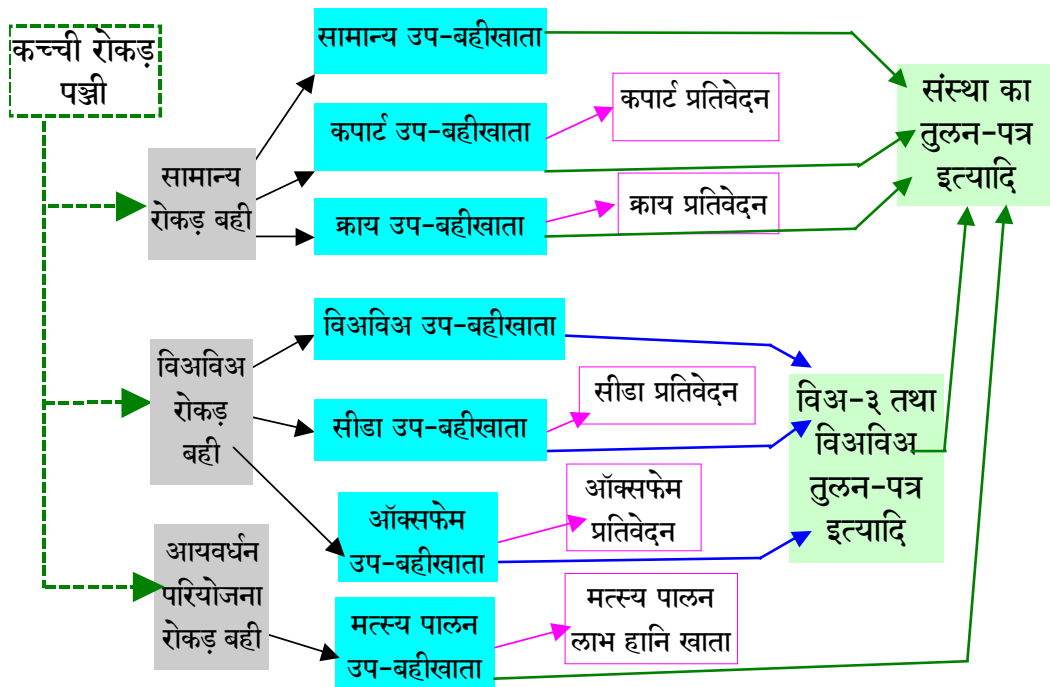 कच्ची रोकड़
पञ्जी
सामान्य
रोकड़ बही
सामान्य उप-बहीखाता
कपार्ट उप-बहीखाता
क्राय उप-बहीखाता
कपार्ट प्रतिवेदन
क्राय प्रतिवेदन
संस्था का
तुलन-पत्र
इत्यादि
विअविअ
रोकड़
बही
विअविअ उप-बहीखाता
सीडा उप-बहीखाता
ऑक्सफेम
उप-बहीखाता
सीडा प्रतिवेदन
ऑक्सफेम
प्रतिवेदन
विअ-३ तथा
विअविअ
तुलन-पत्र
इत्यादि
आयवर्धन
परियोजना
रोकड़ बही
मत्स्य पालन
उप-बहीखाता
मत्स्य पालन
लाभ हानि खाता